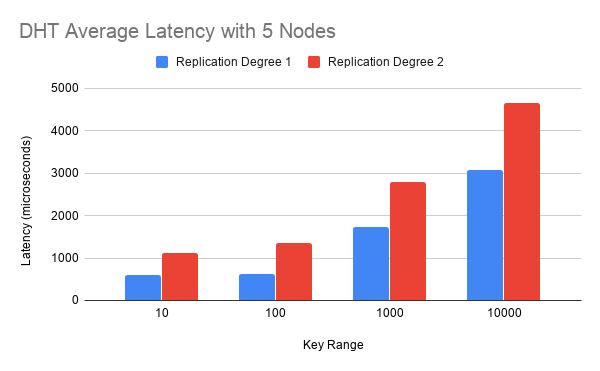 DHT Average Latency with 5 Nodes
Replication Degree 1 Replication Degree 2
5000
4000
3000
2000
1000
0
Latency (microseconds)
10 100 1000 10000
Key Range